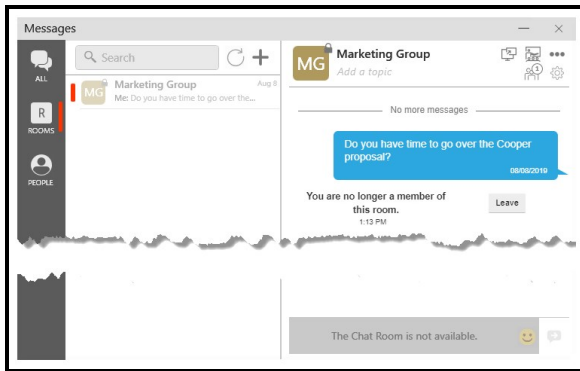 Messages
ALL
R
ROOMS
PEOPLE
Search
MG
Marketing Group
Aug 8
Me: Do you have time to go over the...
MG
Marketing Group
Add a topic
1
No more messages
Do you have time to go over the Cooper
proposal?
08/08/2019
You are no longer a member of
this room.
1:13 PM
Leave
The Chat Room is not available.